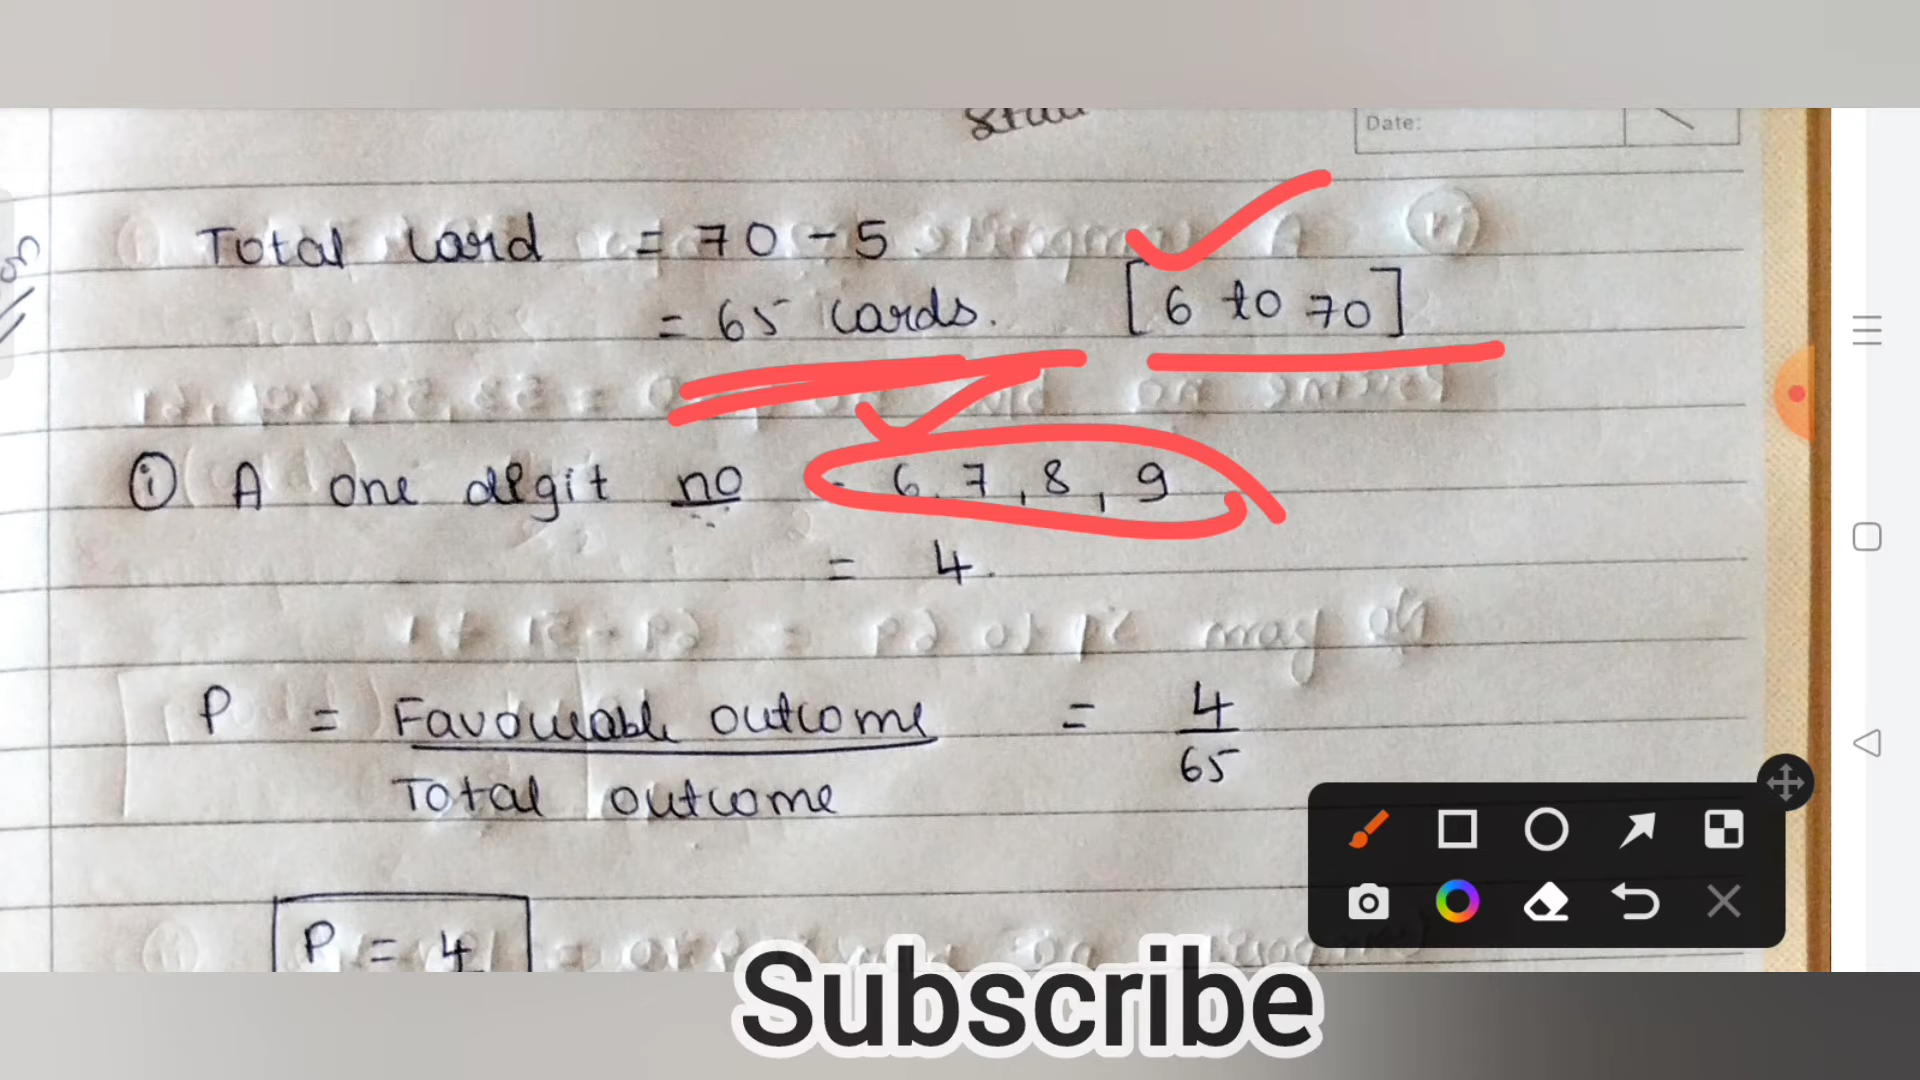 Date:
Total Card = 70 - 5
= 65 Cards. [6 to 70]
(i) A one digit no - 6, 7, 8, 9
= 4.
P = Favourable outcome = 4
Total outcome 65
P = 4
Subscribe